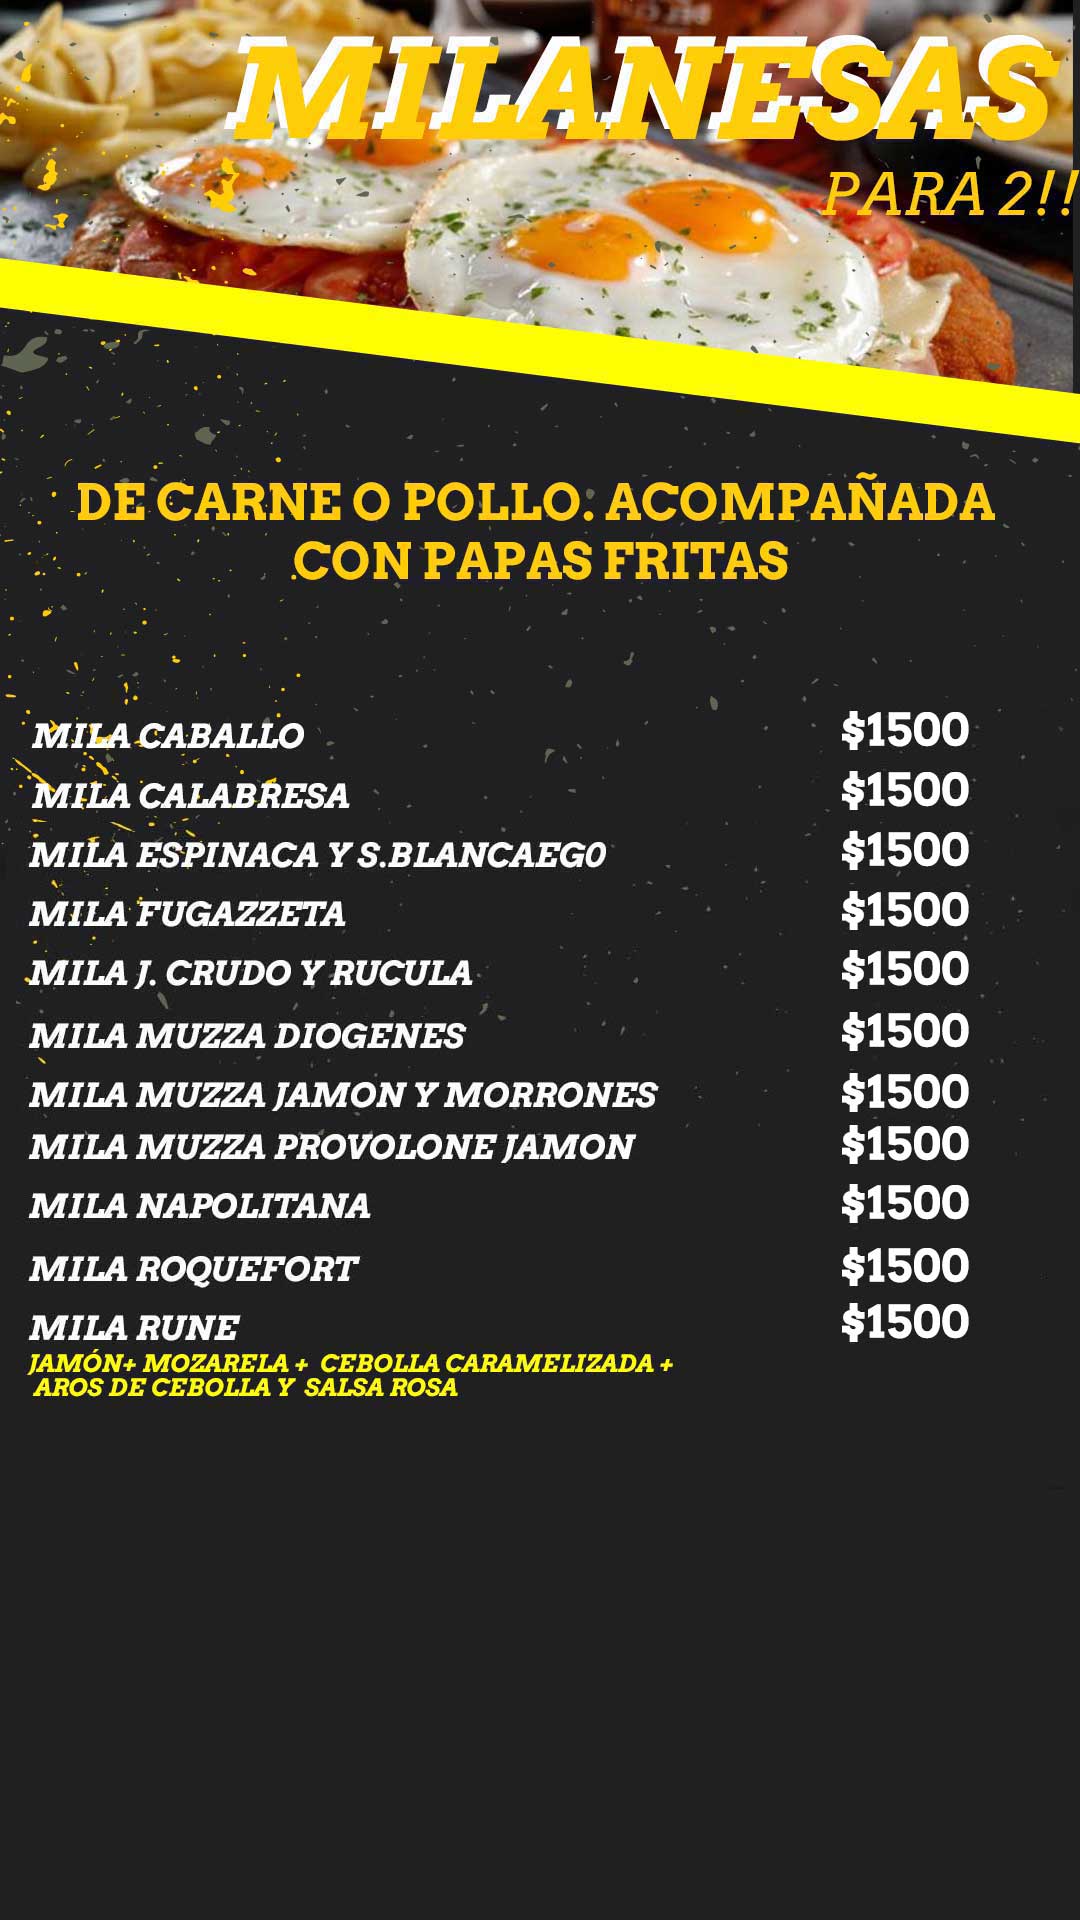 MILANESAS
PARA 2!!
DE CARNE O POLLO. ACOMPAÑADA
CON PAPAS FRITAS
MILA CABALLO $1500
MILA CALABRESA $1500
MILA ESPINACA Y S.BLANCAEG0 $1500
MILA FUGAZZETA $1500
MILA J. CRUDO Y RUCULA $1500
MILA MUZZA DIOGENES $1500
MILA MUZZA JAMON Y MORRONES $1500
MILA MUZZA PROVOLONE JAMON $1500
MILA NAPOLITANA $1500
MILA ROQUEFORT $1500
MILA RUNE $1500
JAMÓN+ MOZARELA + CEBOLLA CARAMELIZADA +
AROS DE CEBOLLA Y SALSA ROSA